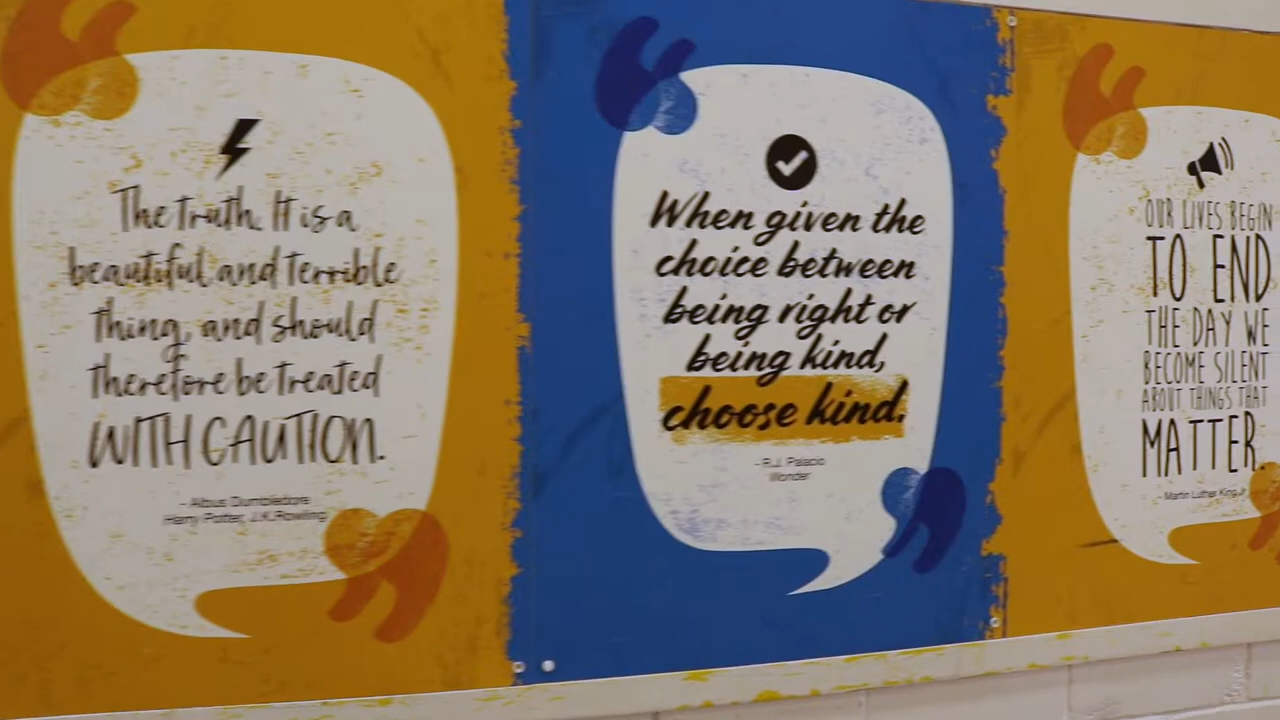 The truth. It is a
beautiful and terrible
thing, and should
therefore be treated
WITH CAUTION.
- Albus Dumbledore
Harry Potter, J.K.Rowling
When given the
choice between
being right or
being kind,
choose kind.
- R.J. Palacio
Wonder
OUR LIVES BEGIN
TO END
THE DAY WE
BECOME SILENT
ABOUT THINGS THAT
MATTER.
- Martin Luther King, Jr